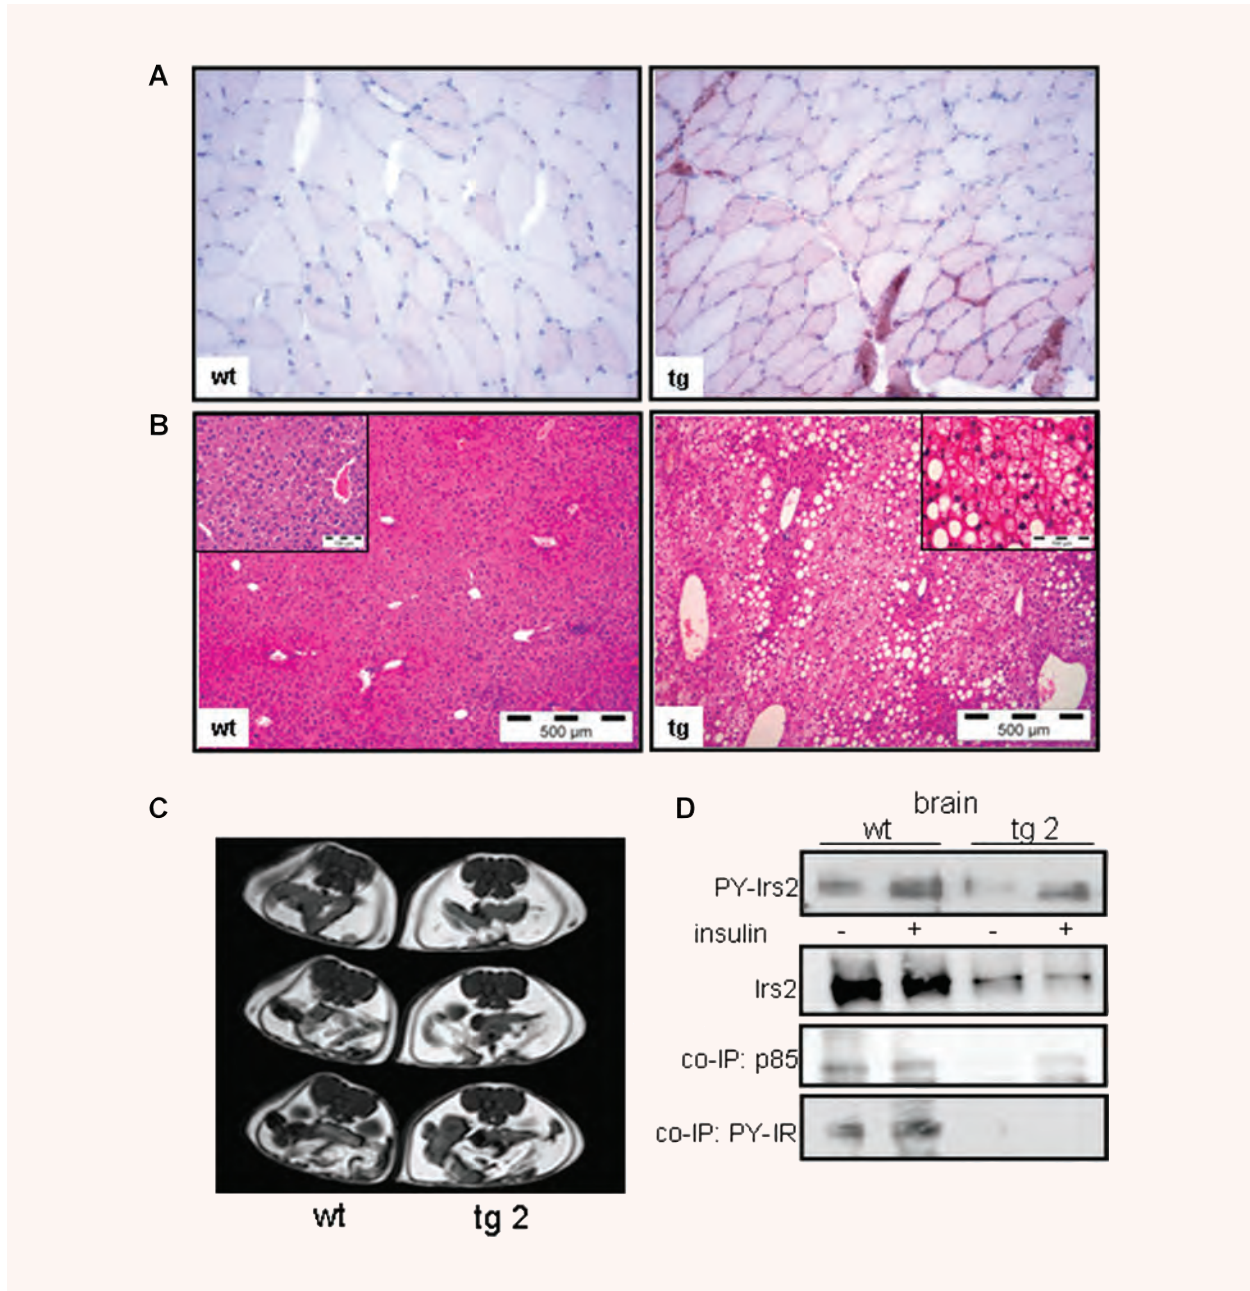 A
wt
tg
B
wt
500 µm
tg
500 µm
C
wt
tg 2
D
brain
wt
tg 2
PY-Irs2
insulin - + - +
Irs2
co-IP: p85
co-IP: PY-IR